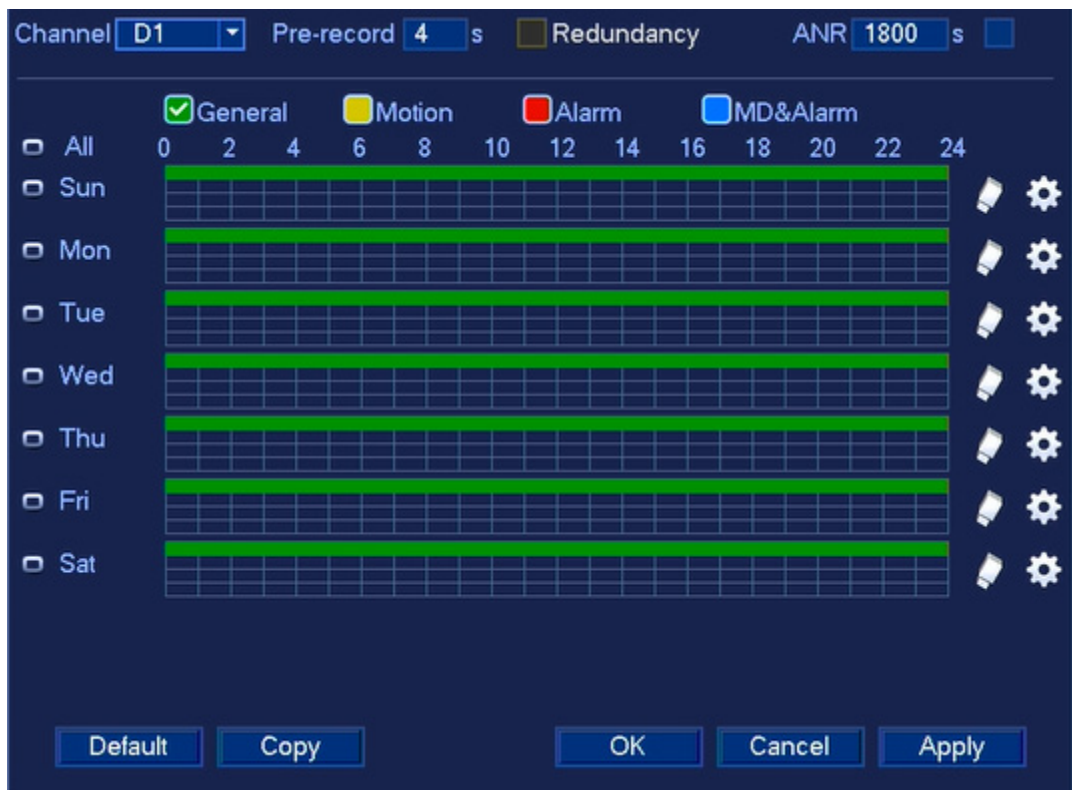 Channel D1 Pre-record 4 s Redundancy ANR 1800 s
General Motion Alarm MD&Alarm
All 0 2 4 6 8 10 12 14 16 18 20 22 24
Sun
Mon
Tue
Wed
Thu
Fri
Sat
Default Copy OK Cancel Apply